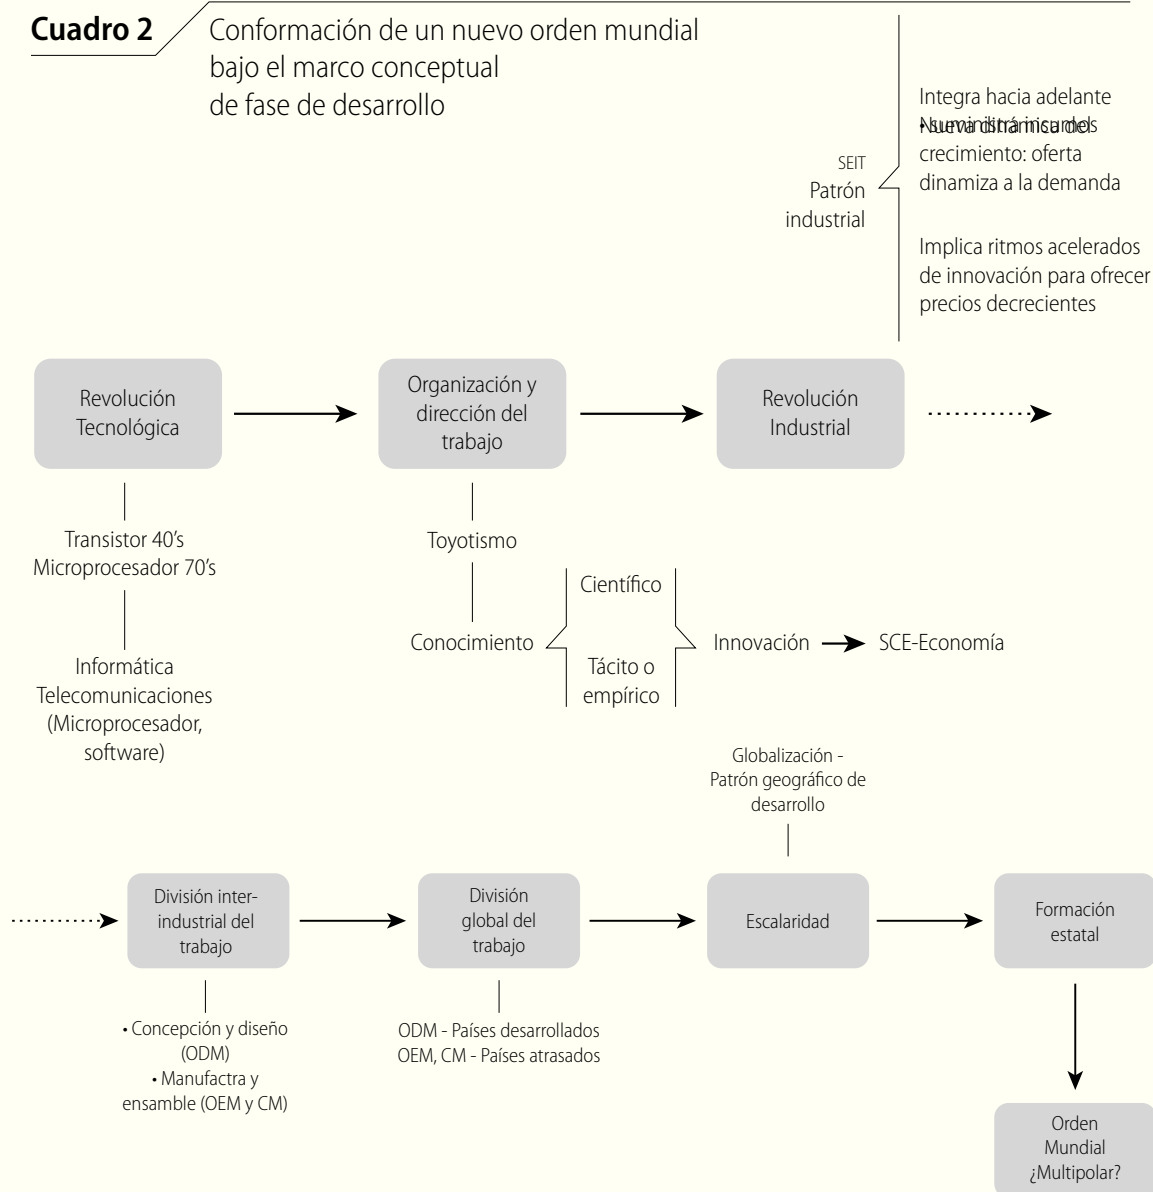 Cuadro 2
Conformación de un nuevo orden mundial
bajo el marco conceptual
de fase de desarrollo
SEIT
Patrón
industrial
Integra hacia adelante
crecimiento: oferta
dinamiza a la demanda
Implica ritmos acelerados
de innovación para ofrecer
precios decrecientes
Revolución
Tecnológica
Organización y
dirección del
trabajo
Revolución
Industrial
Transistor 40's
Microprocesador 70's
Informática
Telecomunicaciones
(Microprocesador,
software)
Toyotismo
Conocimiento
Científico
Tácito o
empírico
Innovación
SCE-Economía
Globalización -
Patrón geográfico de
desarrollo
División inter-
industrial del
trabajo
División
global del
trabajo
Escalaridad
Formación
estatal
• Concepción y diseño
(ODM)
• Manufactra y
ensamble (OEM y CM)
ODM - Países desarrollados
OEM, CM - Países atrasados
Orden
Mundial
¿Multipolar?